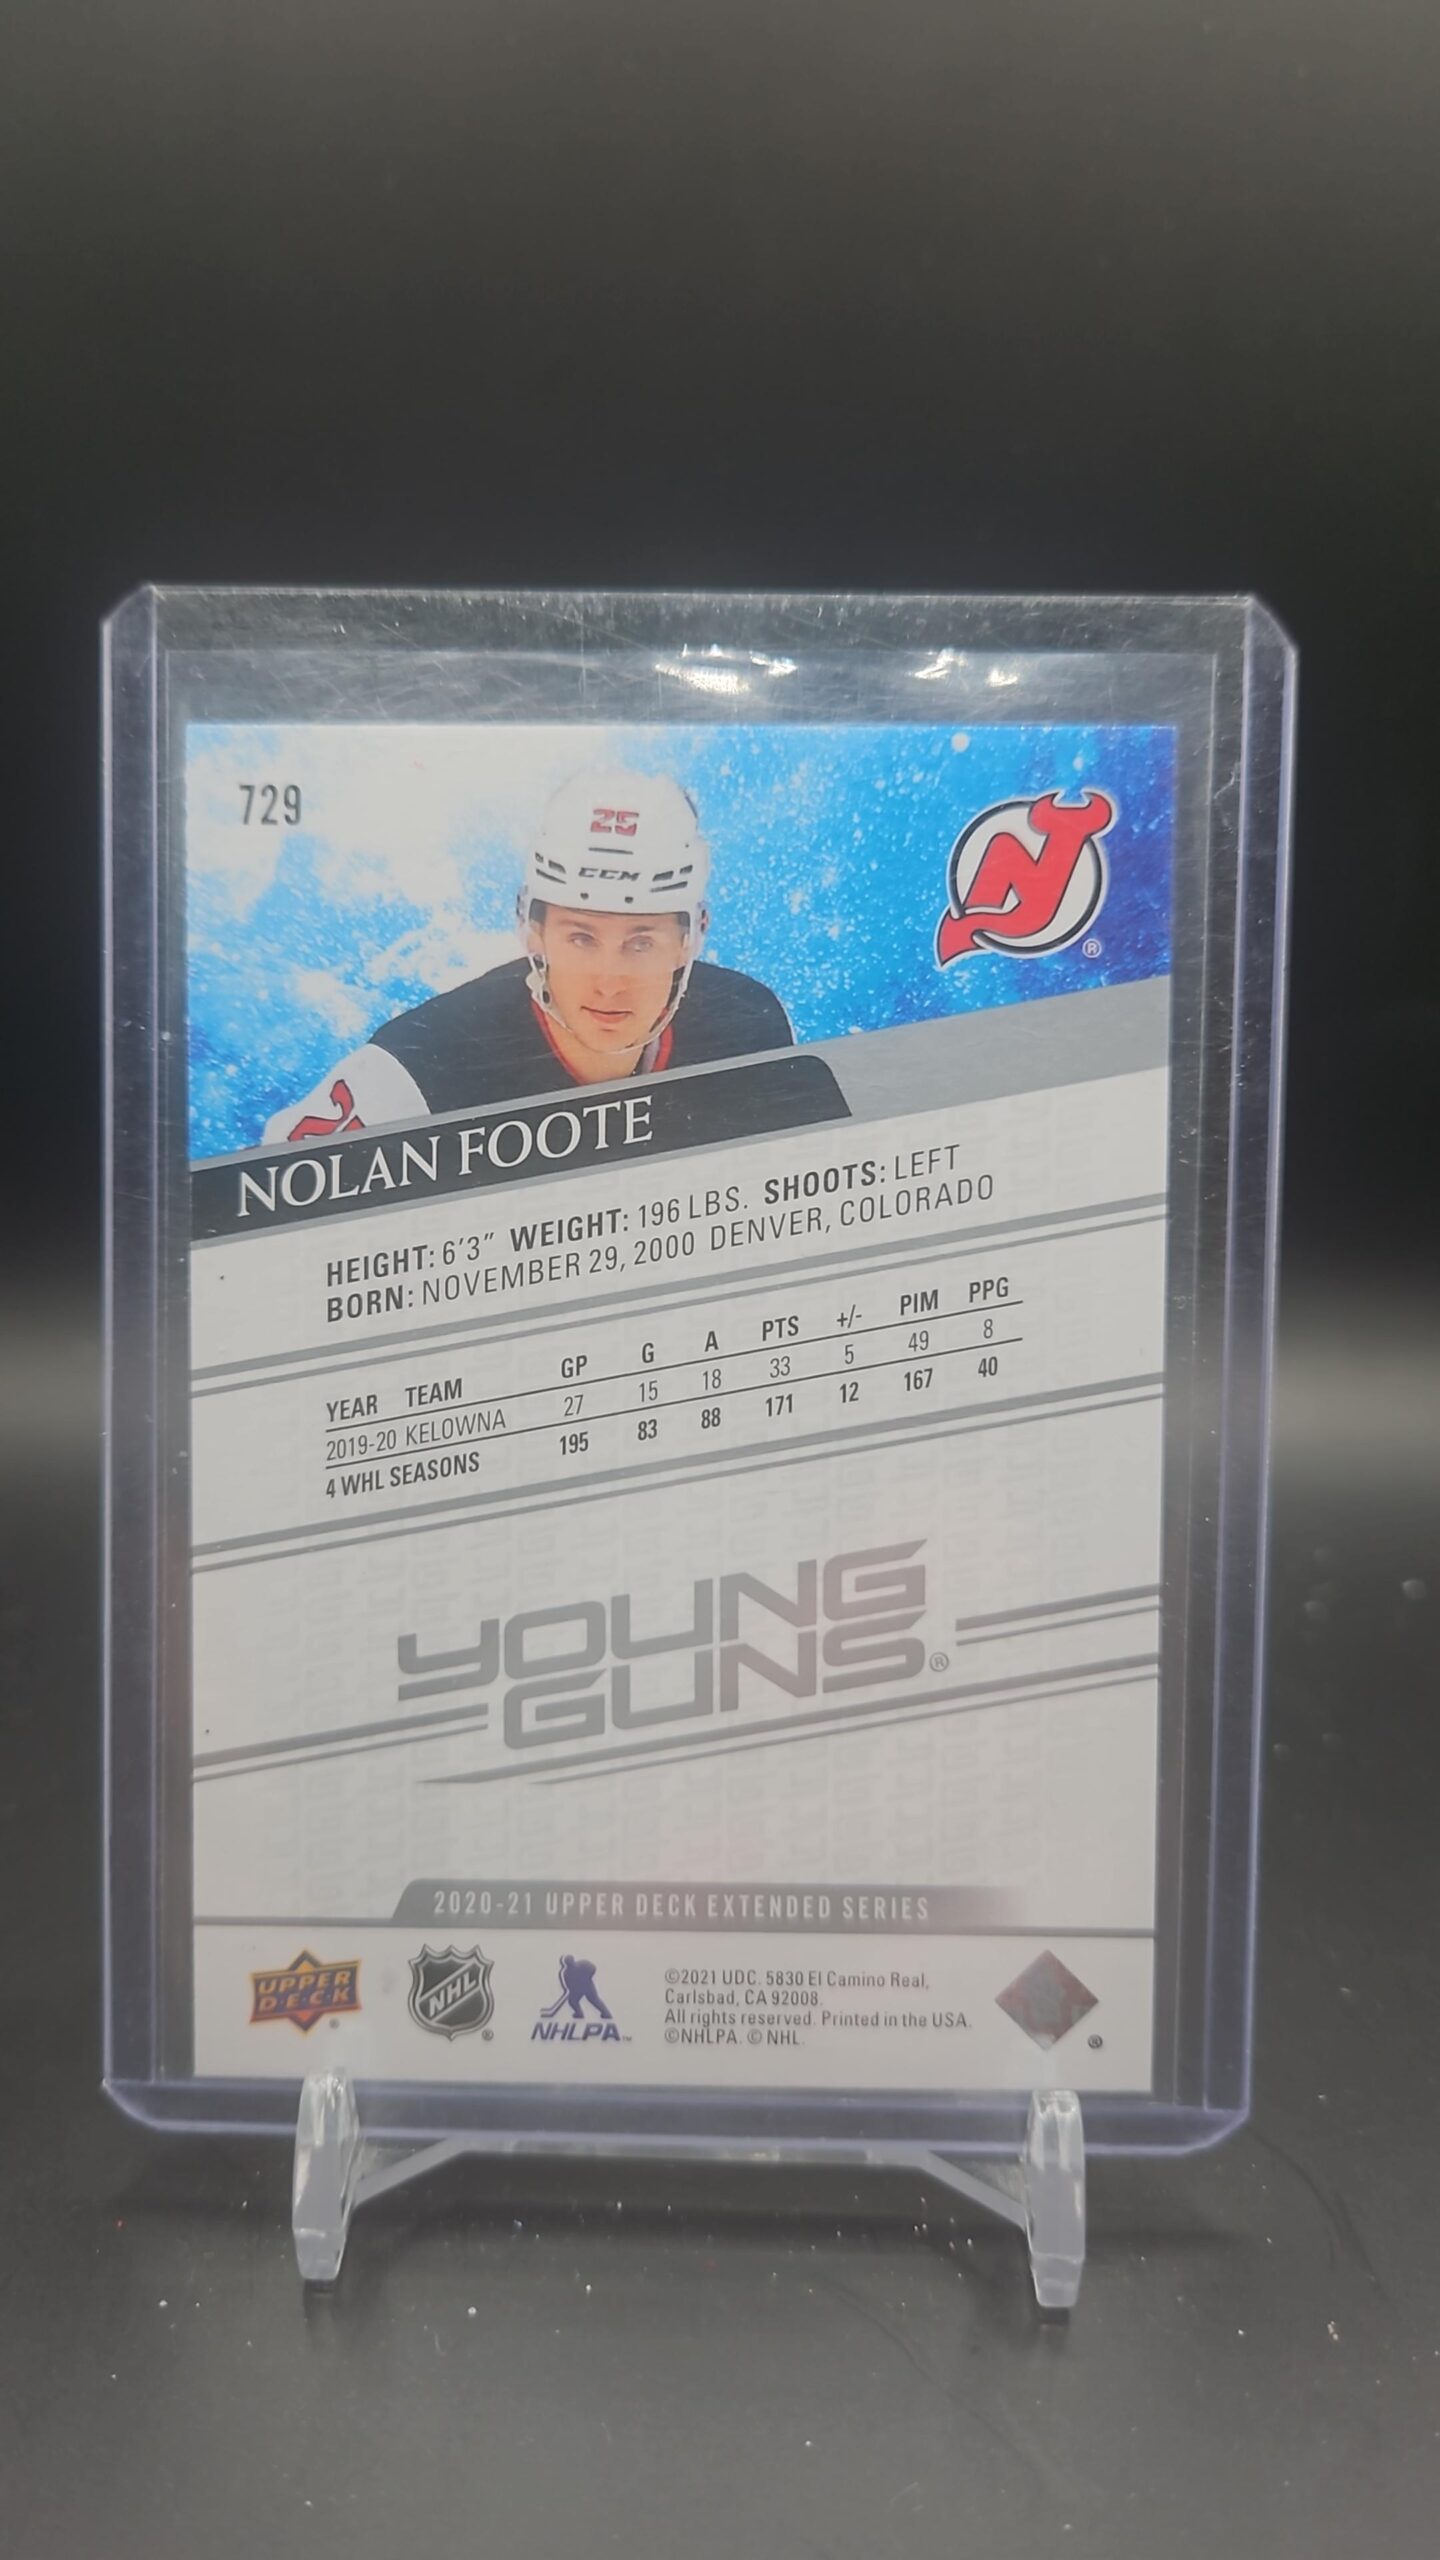 729
25
CCM
®
NOLAN FOOTE
HEIGHT: 6'3" WEIGHT: 196 LBS. SHOOTS: LEFT
BORN: NOVEMBER 29, 2000 DENVER, COLORADO
YEAR TEAM GP G A PTS +/- PIM PPG
2019-20 KELOWNA 27 15 18 33 5 49 8
4 WHL SEASONS 195 83 88 171 12 167 40
YOUNG
GUNS®
2020-21 UPPER DECK EXTENDED SERIES
UPPER
DECK ®
NHL ®
NHLPA™
©2021 UDC. 5830 El Camino Real,
Carlsbad, CA 92008.
All rights reserved. Printed in the USA.
©NHLPA. © NHL.
®